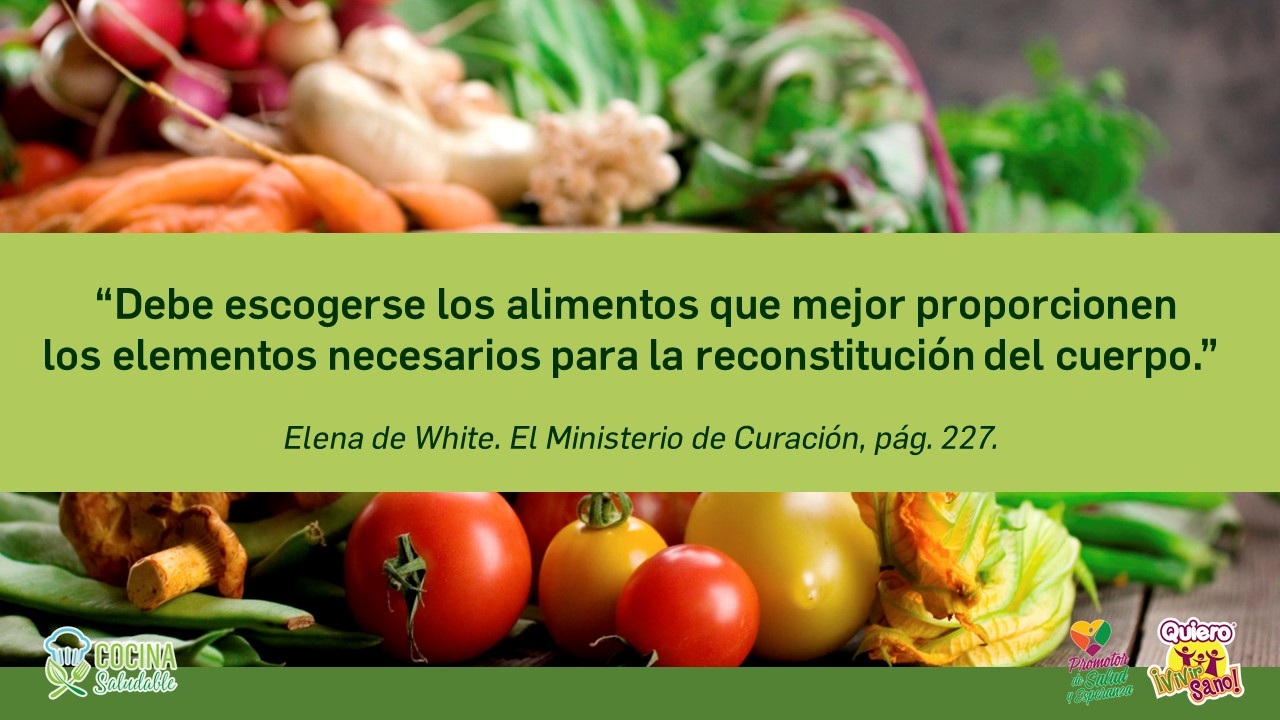 “Debe escogerse los alimentos que mejor proporcionen
los elementos necesarios para la reconstitución del cuerpo.”
Elena de White. El Ministerio de Curación, pág. 227.
COCINA
Saludable
Promotor
de Salud
y Esperanza
Quiero
¡Vivir
Sano!